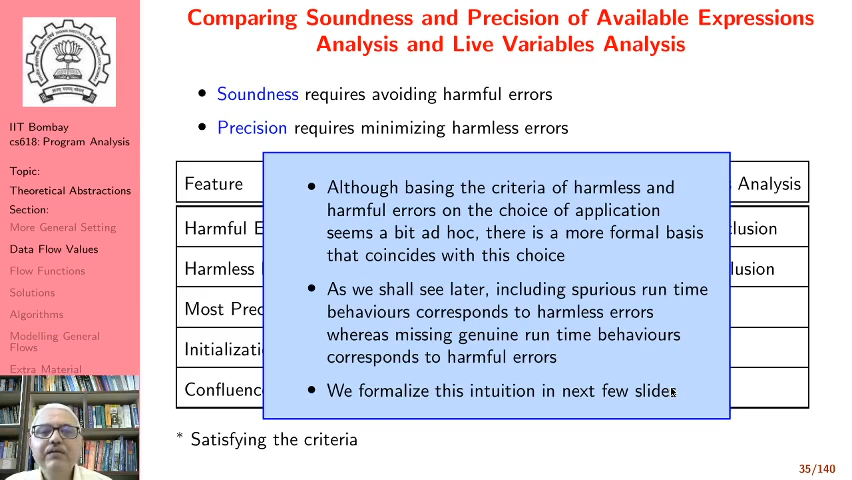 Comparing Soundness and Precision of Available Expressions
Analysis and Live Variables Analysis
IIT Bombay
cs618: Program Analysis
Topic:
Theoretical Abstractions
Section:
More General Setting
Data Flow Values
Flow Functions
Solutions
Algorithms
Modelling General
Flows
Extra Material
• Soundness requires avoiding harmful errors
• Precision requires minimizing harmless errors
Feature
Analysis
Harmful E
lusion
Harmless
lusion
Most Prec
Initializati
Confluenc
• Although basing the criteria of harmless and
harmful errors on the choice of application
seems a bit ad hoc, there is a more formal basis
that coincides with this choice
• As we shall see later, including spurious run time
behaviours corresponds to harmless errors
whereas missing genuine run time behaviours
corresponds to harmful errors
• We formalize this intuition in next few slides
* Satisfying the criteria
35/140